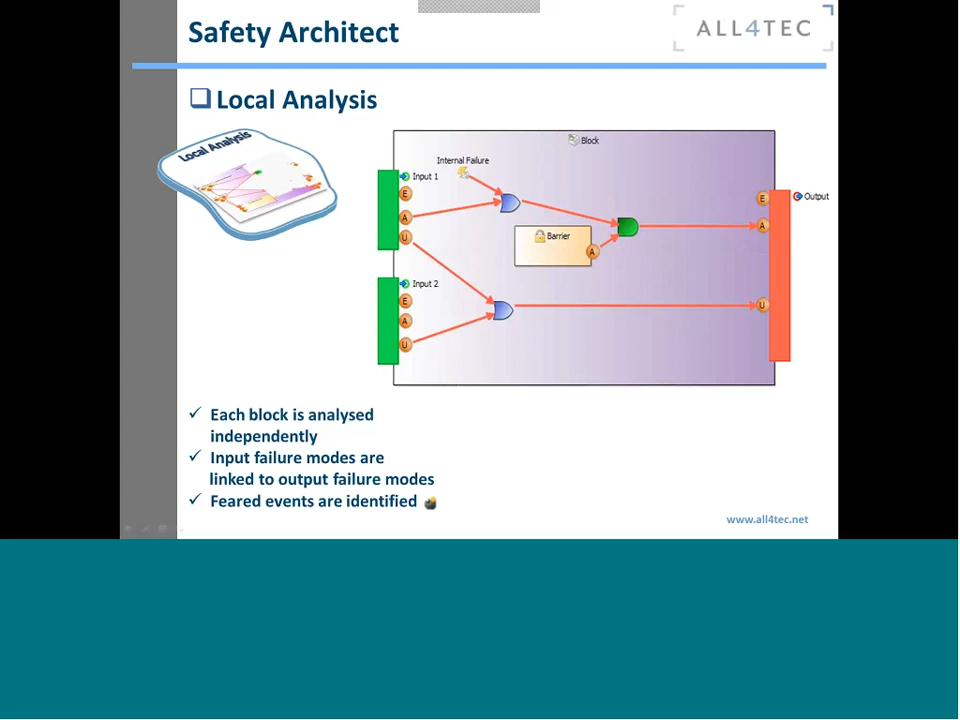 Safety Architect
ALL4TEC
Local Analysis
Local Analysis
Block
Internal Failure
Input 1
E
A
U
Barrier
A
Input 2
E
A
U
E
Output
A
U
Each block is analysed
independently
Input failure modes are
linked to output failure modes
Feared events are identified
www.all4tec.net